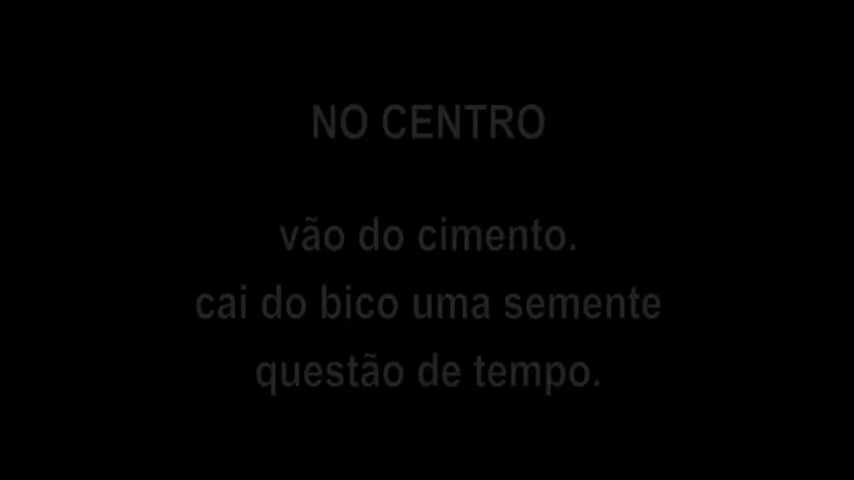 NO CENTRO
vão do cimento.
cai do bico uma semente
questão de tempo.